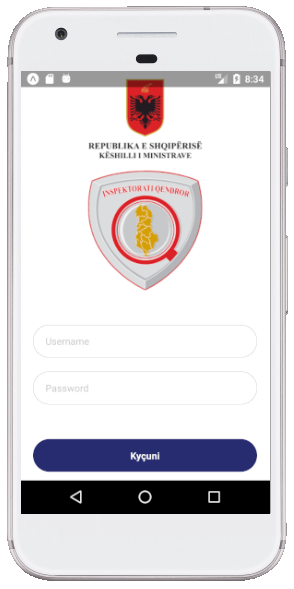 8:34
REPUBLIKA E SHQIPËRISË
KËSHILLI I MINISTRAVE
INSPEKTORATI QENDROR
Username
Password
Kyçuni